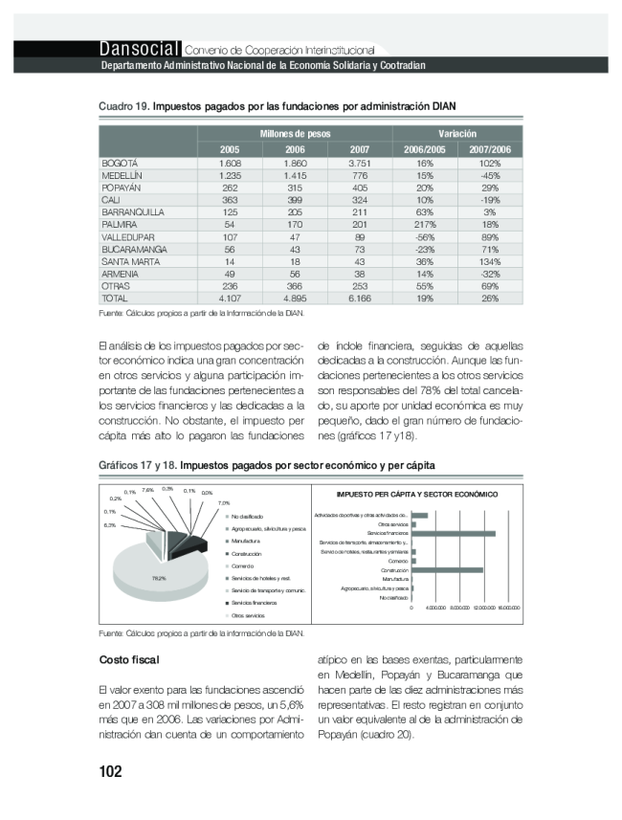 Dansocial Convenio de Cooperación Interinstitucional
Departamento Administrativo Nacional de la Economía Solidaria y Cootradian
Cuadro 19. Impuestos pagados por las fundaciones por administración DIAN
Millones de pesos Variación
2005 2006 2007 2006/2005 2007/2006
BOGOTÁ 1.608 1.860 3.751 16% 102%
MEDELLÍN 1.235 1.415 776 15% -45%
POPAYÁN 262 315 405 20% 29%
CALI 363 399 324 10% -19%
BARRANQUILLA 125 205 211 63% 3%
PALMIRA 54 170 201 217% 18%
VALLEDUPAR 107 47 89 -56% 89%
BUCARAMANGA 56 43 73 -23% 71%
SANTA MARTA 14 18 43 36% 134%
ARMENIA 49 56 38 14% -32%
OTRAS 236 366 253 55% 69%
TOTAL 4.107 4.895 6.166 19% 26%
Fuente: Cálculos propios a partir de la Información de la DIAN.
El análisis de los impuestos pagados por sec-
tor económico indica una gran concentración
en otros servicios y alguna participación im-
portante de las fundaciones pertenecientes a
los servicios financieros y las dedicadas a la
construcción. No obstante, el impuesto per
cápita más alto lo pagaron las fundaciones
de índole financiera, seguidas de aquellas
dedicadas a la construcción. Aunque las fun-
daciones pertenecientes a los otros servicios
son responsables del 78% del total cancela-
do, su aporte por unidad económica es muy
pequeño, dado el gran número de fundacio-
nes (gráficos 17 y18).
Gráficos 17 y 18. Impuestos pagados por sector económico y per cápita
0.2% 0.1% 7.6% 0.3% 0.1% 0.0%
7.0%
0.1%
6.3%
78.2%
No clasificado
Agropecuario, silvicultura y pesca
Manufactura
Construcción
Comercio
Servicios de hoteles y rest.
Servicio de transporte y comunic.
Servicios financieros
Otros servicios
IMPUESTO PER CÁPITA Y SECTOR ECONÓMICO
Actividades deportivas y otras actividades de...
Otros servicios
Servicios financieros
Servicios de transporte, almacenamiento y...
Servicio de hoteles, restaurantes y similares
Comercio
Construcción
Manufactura
Agropecuario, silvicultura y pesca
No clasificado
0 4.000.000 8.000.000 12.000.000 16.000.000
Fuente: Cálculos propios a partir de la información de la DIAN.
Costo fiscal
El valor exento para las fundaciones ascendió
en 2007 a 308 mil millones de pesos, un 5,6%
más que en 2006. Las variaciones por Admi-
nistración dan cuenta de un comportamiento
atípico en las bases exentas, particularmente
en Medellín, Popayán y Bucaramanga que
hacen parte de las diez administraciones más
representativas. El resto registran en conjunto
un valor equivalente al de la administración de
Popayán (cuadro 20).
102